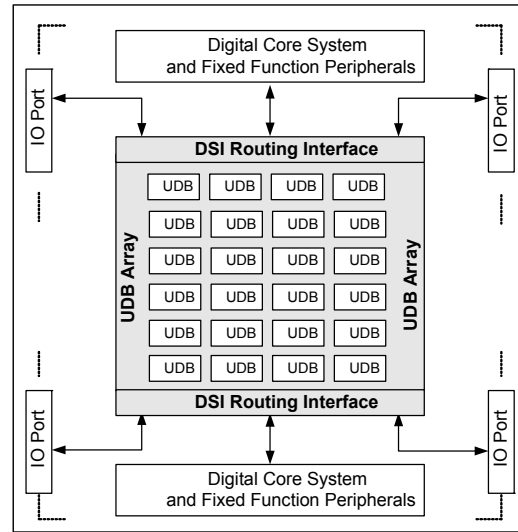 Digital Core System
and Fixed Function Peripherals
IO Port
IO Port
DSI Routing Interface
UDB Array
UDB UDB UDB UDB
UDB UDB UDB UDB
UDB UDB UDB UDB
UDB UDB UDB UDB
UDB UDB UDB UDB
UDB UDB UDB UDB
UDB Array
DSI Routing Interface
IO Port
IO Port
Digital Core System
and Fixed Function Peripherals